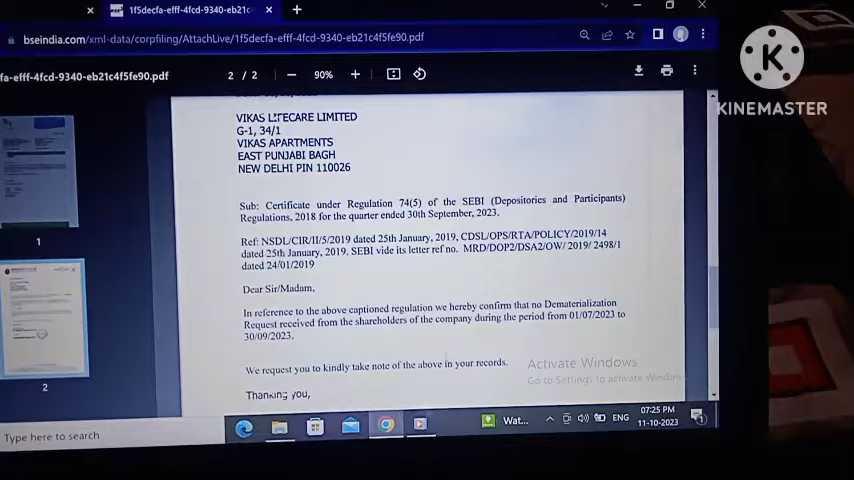 1f5decfa-efff-4fcd-9340-eb21c
bseindia.com/xml-data/corpfiling/AttachLive/1f5decfa-efff-4fcd-9340-eb21c4f5fe90.pdf
fa-efff-4fcd-9340-eb21c4f5fe90.pdf
2 / 2
90%
K
KINEMASTER
VIKAS LIFECARE LIMITED
G-1, 34/1
VIKAS APARTMENTS
EAST PUNJABI BAGH
NEW DELHI PIN 110026
Sub: Certificate under Regulation 74(5) of the SEBI (Depositories and Participants)
Regulations, 2018 for the quarter ended 30th September, 2023.
Ref: NSDL/CIR/II/5/2019 dated 25th January, 2019, CDSL/OPS/RTA/POLICY/2019/14
dated 25th January, 2019. SEBI vide its letter ref no. MRD/DOP2/DSA2/OW/ 2019/ 2498/1
dated 24/01/2019
Dear Sir/Madam,
In reference to the above captioned regulation we hereby confirm that no Dematerialization
Request received from the shareholders of the company during the period from 01/07/2023 to
30/09/2023.
We request you to kindly take note of the above in your records.
Thanking you,
1
2
Activate Windows
Go to Settings to activate Window
Type here to search
Wat...
ENG
07:25 PM
11-10-2023
1